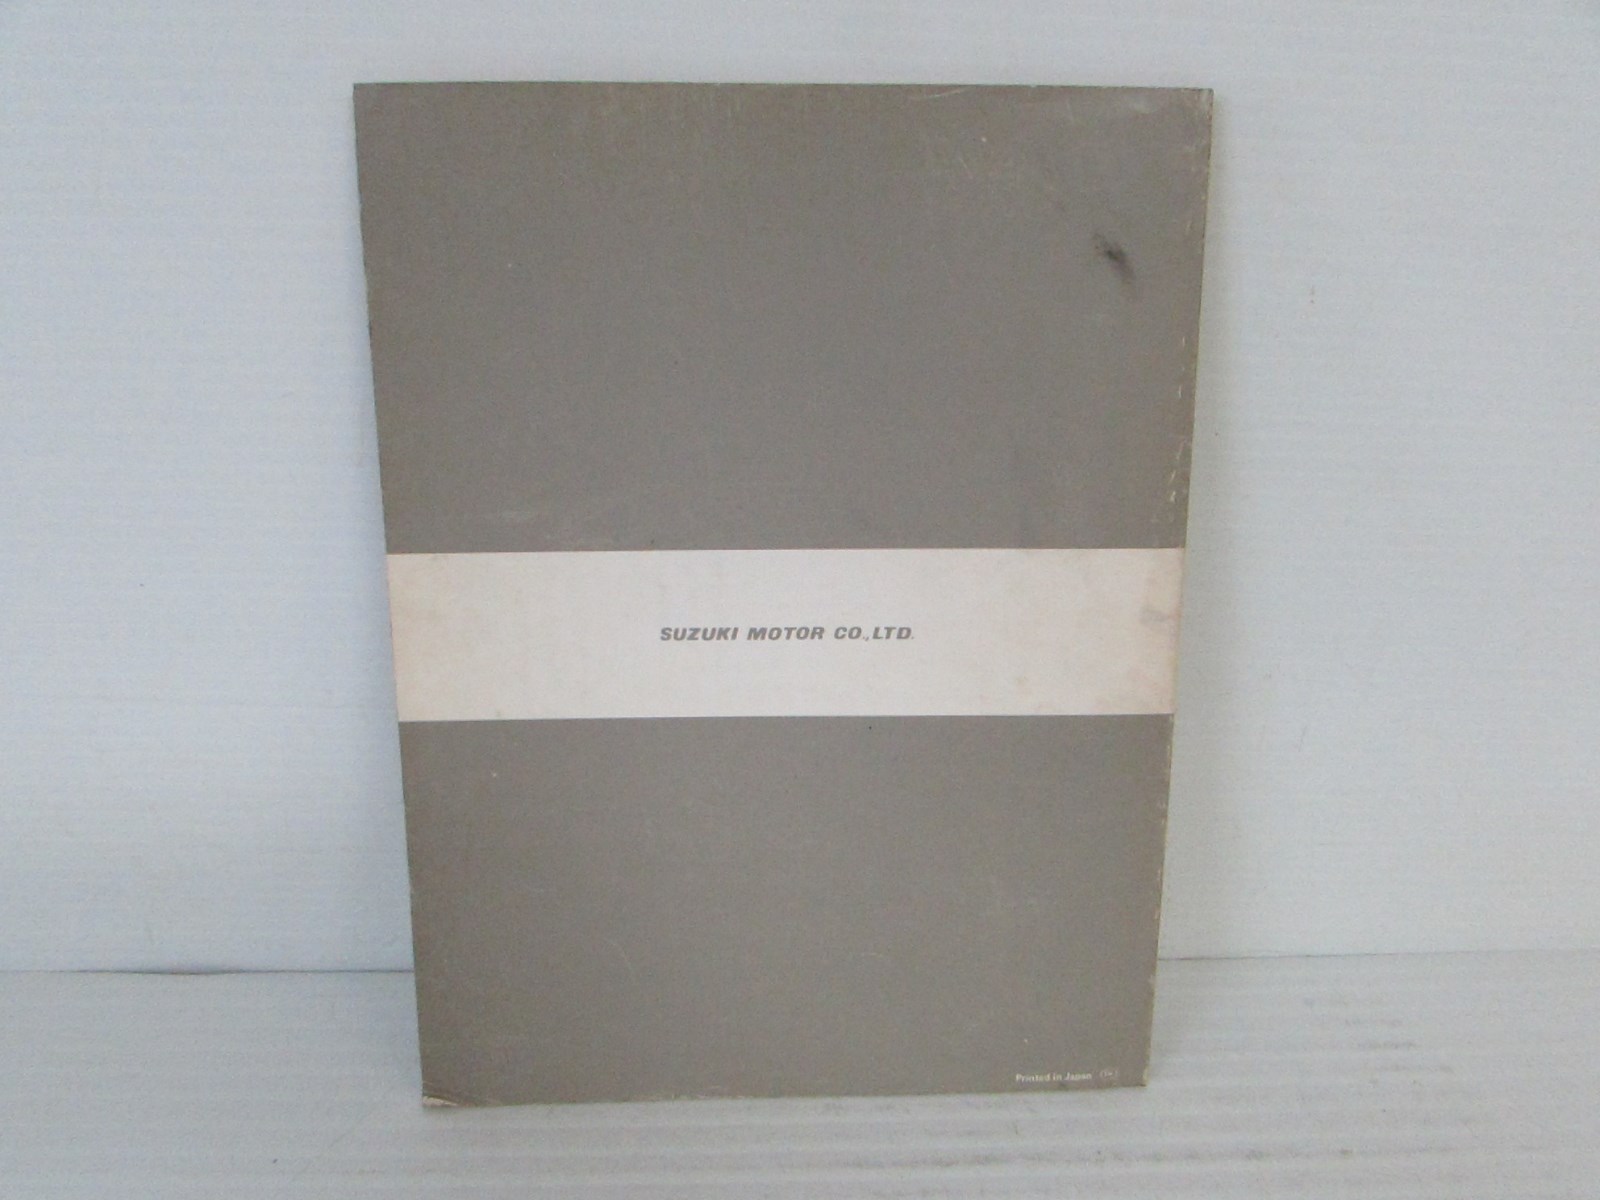 SUZUKI MOTOR CO.,LTD.
Printed in Japan